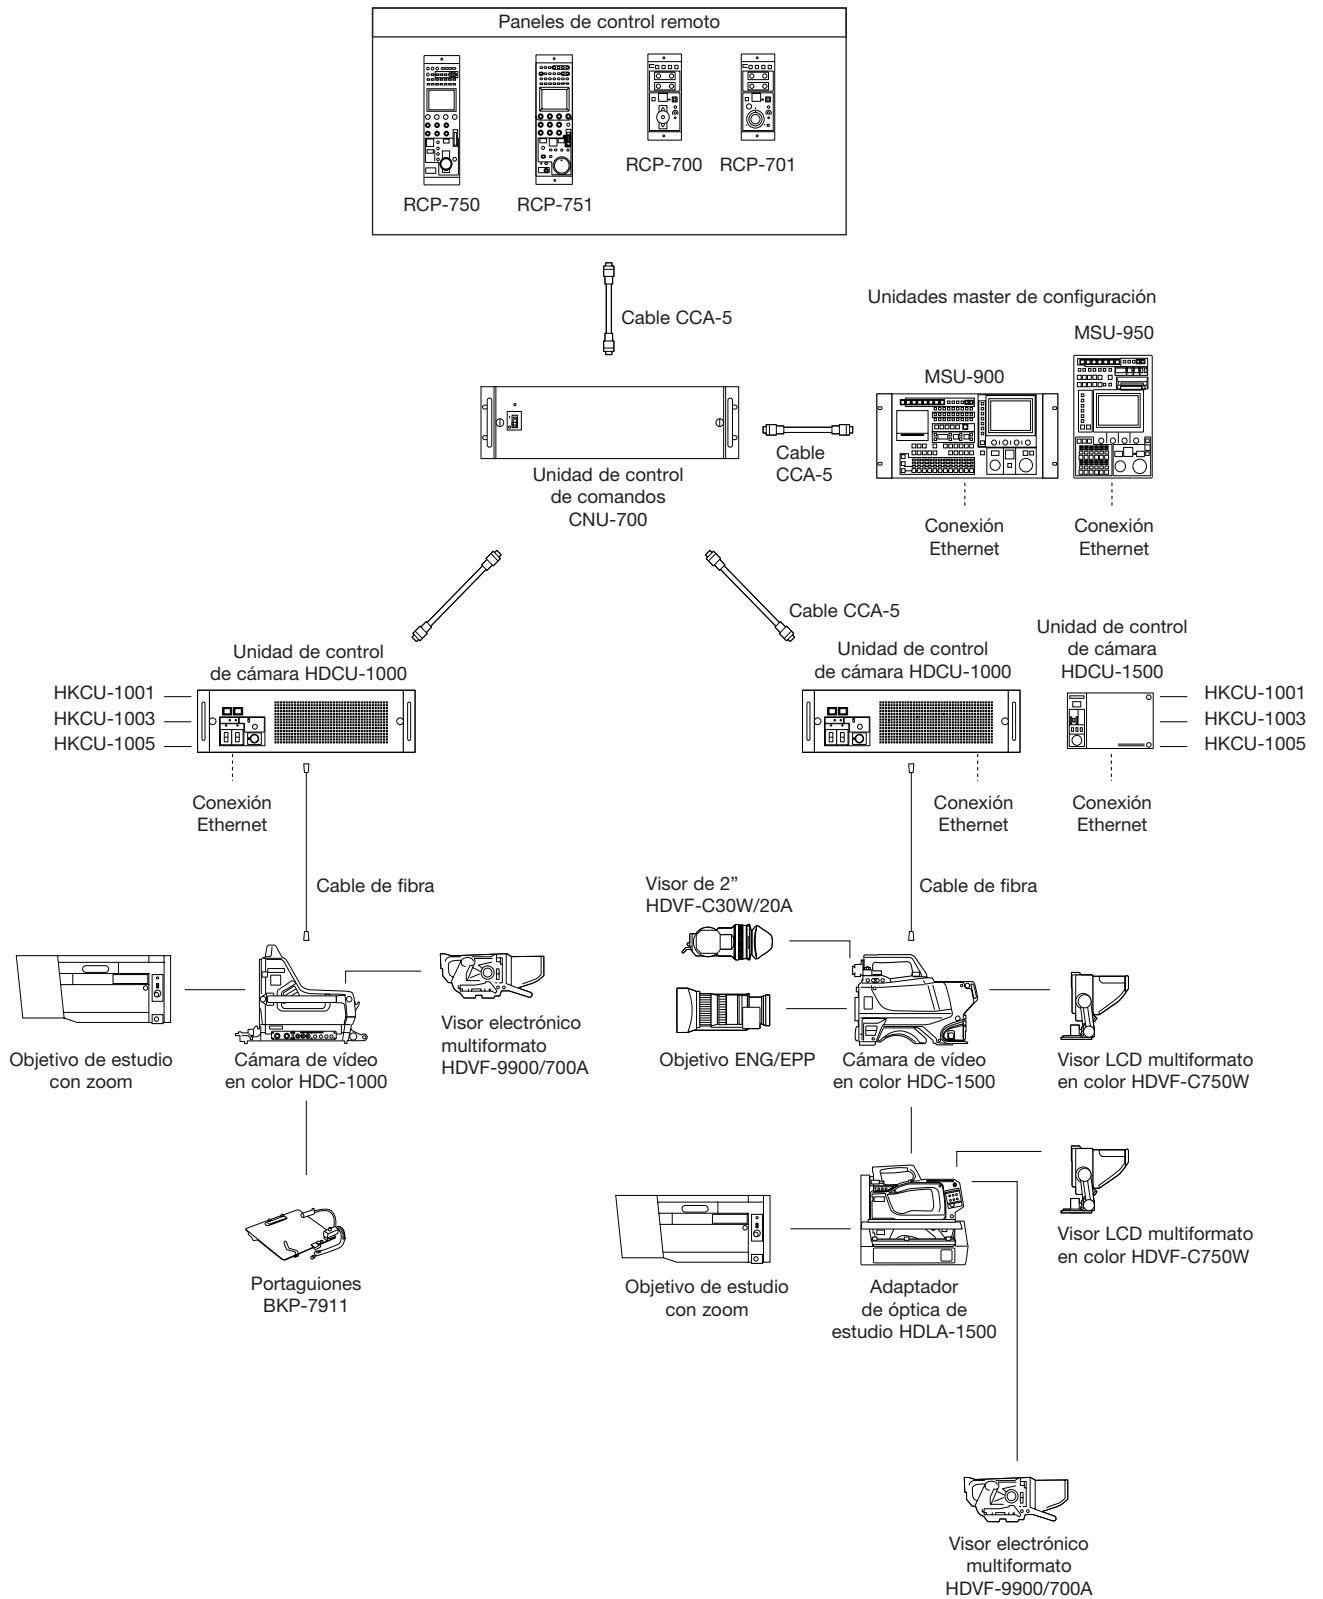 Paneles de control remoto
RCP-750
RCP-751
RCP-700
RCP-701
Cable CCA-5
Unidades master de configuración
MSU-950
MSU-900
Cable
CCA-5
Unidad de control
de comandos
CNU-700
Conexión
Ethernet
Conexión
Ethernet
Cable CCA-5
Unidad de control
de cámara HDCU-1000
HKCU-1001
HKCU-1003
HKCU-1005
Conexión
Ethernet
Unidad de control
de cámara HDCU-1000
Conexión
Ethernet
Unidad de control
de cámara
HDCU-1500
HKCU-1001
HKCU-1003
HKCU-1005
Conexión
Ethernet
Cable de fibra
Objetivo de estudio
con zoom
Cámara de vídeo
en color HDC-1000
Visor electrónico
multiformato
HDVF-9900/700A
Portaguiones
BKP-7911
Cable de fibra
Visor de 2”
HDVF-C30W/20A
Objetivo ENG/EPP
Cámara de vídeo
en color HDC-1500
Visor LCD multiformato
en color HDVF-C750W
Objetivo de estudio
con zoom
Adaptador
de óptica de
estudio HDLA-1500
Visor LCD multiformato
en color HDVF-C750W
Visor electrónico
multiformato
HDVF-9900/700A